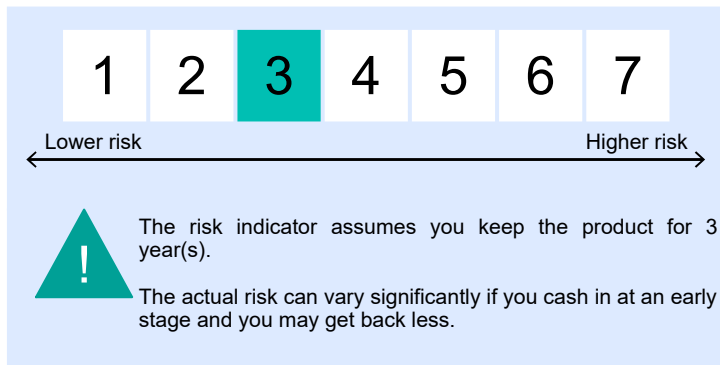 1 2 3 4 5 6 7
Lower risk Higher risk
The risk indicator assumes you keep the product for 3
year(s).
!
The actual risk can vary significantly if you cash in at an early
stage and you may get back less.